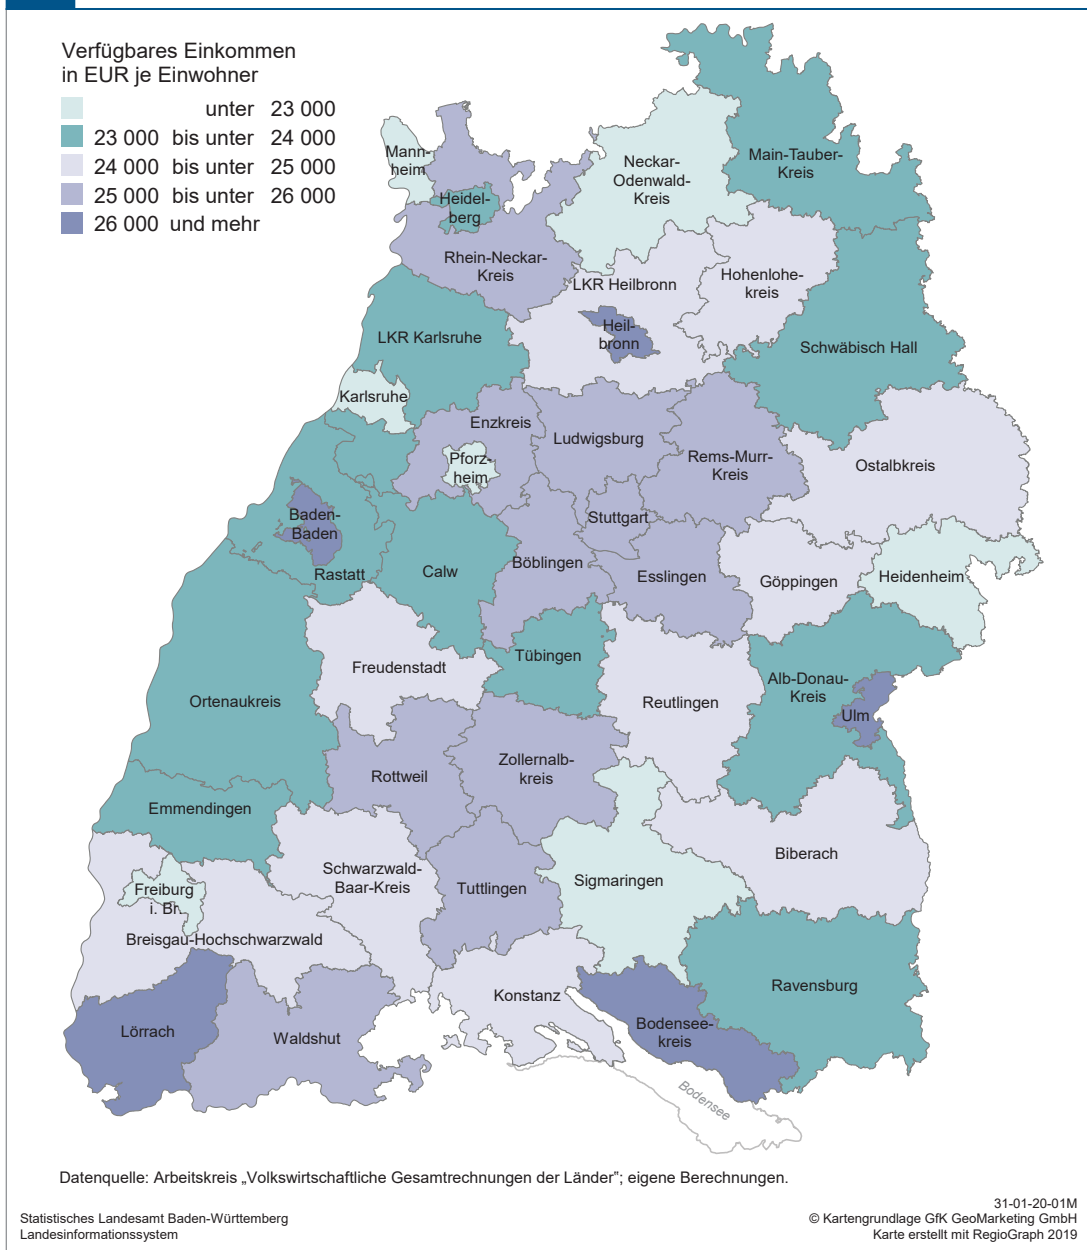 Verfügbares Einkommen
in EUR je Einwohner
unter 23 000
23 000 bis unter 24 000
24 000 bis unter 25 000
25 000 bis unter 26 000
26 000 und mehr
Main-Tauber-
Kreis
Neckar-
Odenwald-
Kreis
Mann-
heim
Heidel-
berg
Rhein-Neckar-
Kreis
LKR Heilbronn
Hohenlohe-
kreis
Heil-
bronn
LKR Karlsruhe
Schwäbisch Hall
Karlsruhe
Enzkreis
Ludwigsburg
Rems-Murr-
Kreis
Ostalbkreis
Pforz-
heim
Baden-
Baden
Stuttgart
Rastatt
Calw
Böblingen
Esslingen
Göppingen
Heidenheim
Freudenstadt
Tübingen
Reutlingen
Alb-Donau-
Kreis
Ulm
Ortenaukreis
Rottweil
Zollernalb-
kreis
Emmendingen
Biberach
Schwarzwald-
Baar-Kreis
Tuttlingen
Sigmaringen
Freiburg
i. Br.
Breisgau-Hochschwarzwald
Konstanz
Ravensburg
Lörrach
Waldshut
Bodensee-
kreis
Bodensee
Datenquelle: Arbeitskreis „Volkswirtschaftliche Gesamtrechnungen der Länder"; eigene Berechnungen.
31-01-20-01M
Statistisches Landesamt Baden-Württemberg
Landesinformationssystem
© Kartengrundlage GfK GeoMarketing GmbH
Karte erstellt mit RegioGraph 2019